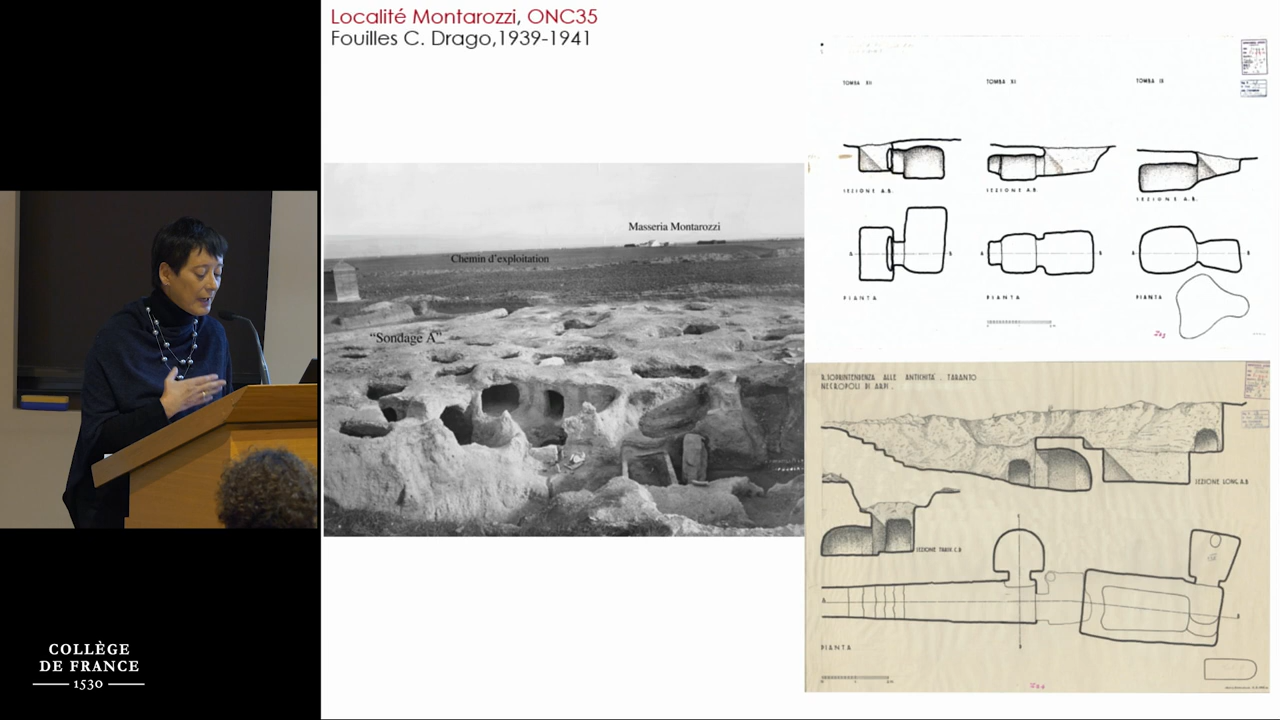 Localité Montarozzi, ONC35
Fouilles C. Drago,1939-1941
Masseria Montarozzi
Chemin d'exploitation
“Sondage A”
TOMBA XII
TOMBA XI
TOMBA IX
SEZIONE A.B.
SEZIONE A.B.
SEZIONE A.B.
A
B
A
B
A
B
PIANTA
PIANTA
PIANTA
R. SOPRINTENDENZA ALLE ANTICHITA'. TARANTO
NECROPOLI DI ARPI.
SEZIONE LONG. A.B
SEZIONE TRASV. C.D
A
B
PIANTA
COLLÈGE
DE FRANCE
1530